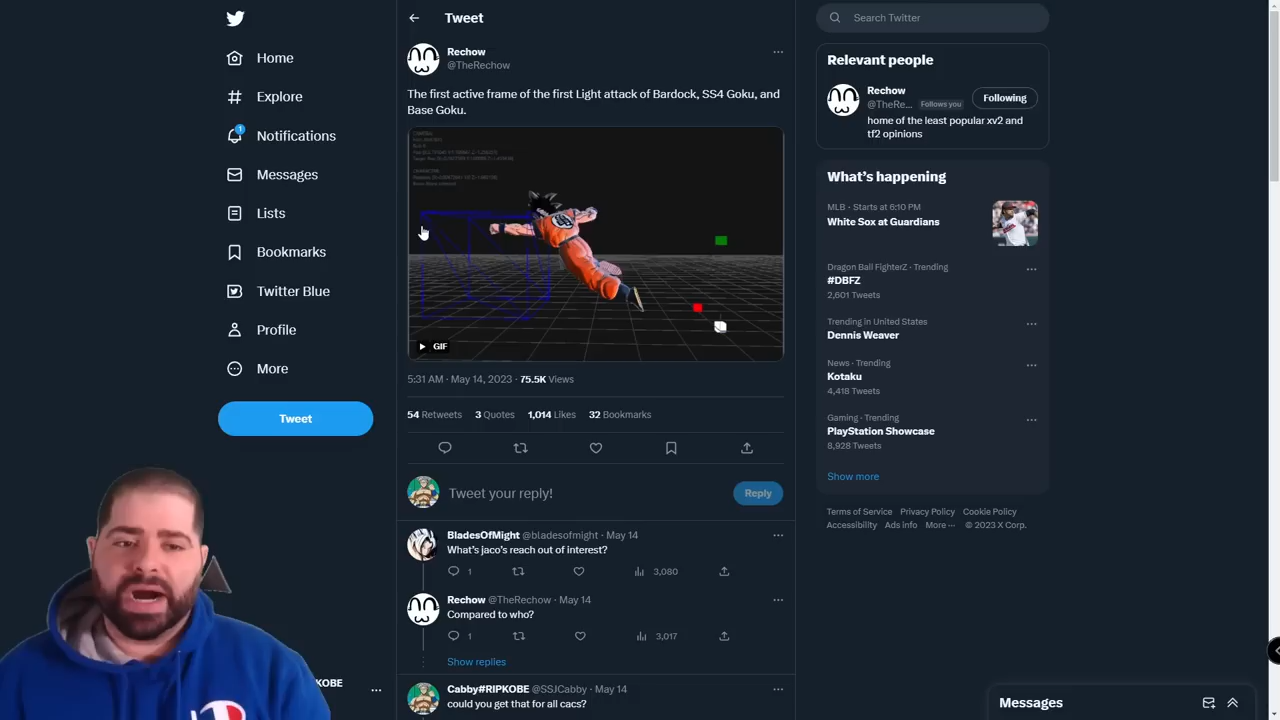 Home
Explore
1
Notifications
Messages
Lists
Bookmarks
Twitter Blue
Profile
More
Tweet
KOBE
Tweet
Rechow
@TheRechow
The first active frame of the first Light attack of Bardock, SS4 Goku, and
Base Goku.
GIF
5:31 AM · May 14, 2023 · 75.5K Views
54 Retweets 3 Quotes 1,014 Likes 32 Bookmarks
Tweet your reply!
Reply
BladesOfMight @bladesofmight · May 14
What's jaco's reach out of interest?
1 3,080
Rechow @TheRechow · May 14
Compared to who?
1 3,017
Show replies
Cabby#RIPKOBE @SSJCabby · May 14
could you get that for all cacs?
Search Twitter
Relevant people
Rechow
@TheRe... Follows you
Following
home of the least popular xv2 and
tf2 opinions
What's happening
MLB · Starts at 6:10 PM
White Sox at Guardians
Dragon Ball FighterZ · Trending
#DBFZ
2,601 Tweets
Trending in United States
Dennis Weaver
News · Trending
Kotaku
4,418 Tweets
Gaming · Trending
PlayStation Showcase
8,928 Tweets
Show more
Terms of Service Privacy Policy Cookie Policy
Accessibility Ads info More ··· © 2023 X Corp.
Messages